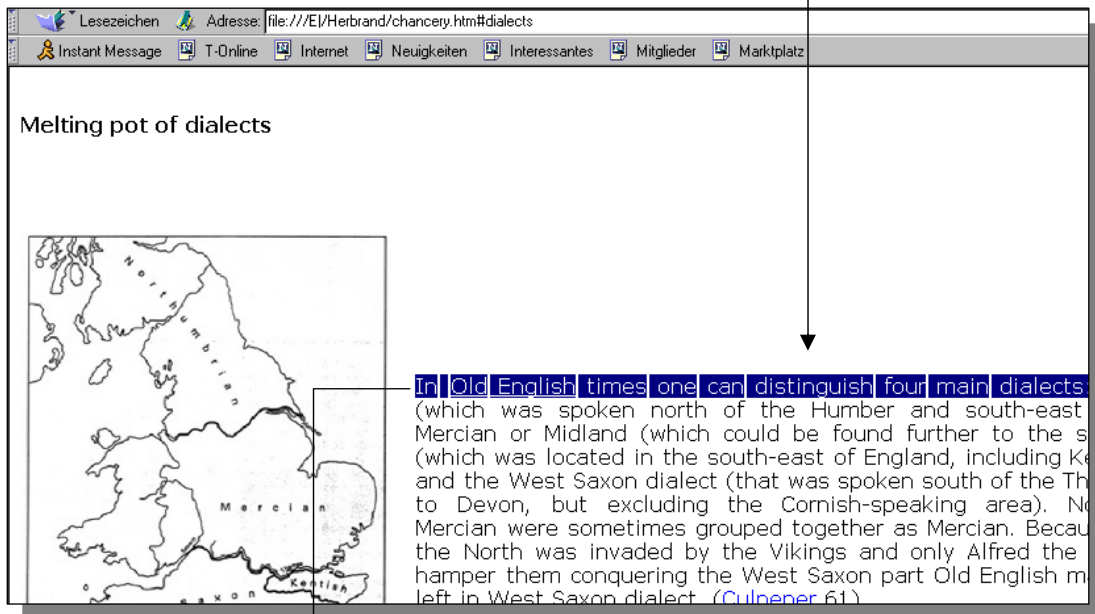 Lesezeichen Adresse: file:///E|/Herbrand/chancery.htm#dialects
Instant Message T-Online Internet Neuigkeiten Interessantes Mitglieder Marktplatz
Melting pot of dialects
Northumbrian
Mercian
Kentish
saxon
In Old English times one can distinguish four main dialects:
(which was spoken north of the Humber and south-east
Mercian or Midland (which could be found further to the s
(which was located in the south-east of England, including Ke
and the West Saxon dialect (that was spoken south of the Th
to Devon, but excluding the Cornish-speaking area). No
Mercian were sometimes grouped together as Mercian. Becau
the North was invaded by the Vikings and only Alfred the
hamper them conquering the West Saxon part Old English m
left in West Saxon dialect. (Culpeper 61)